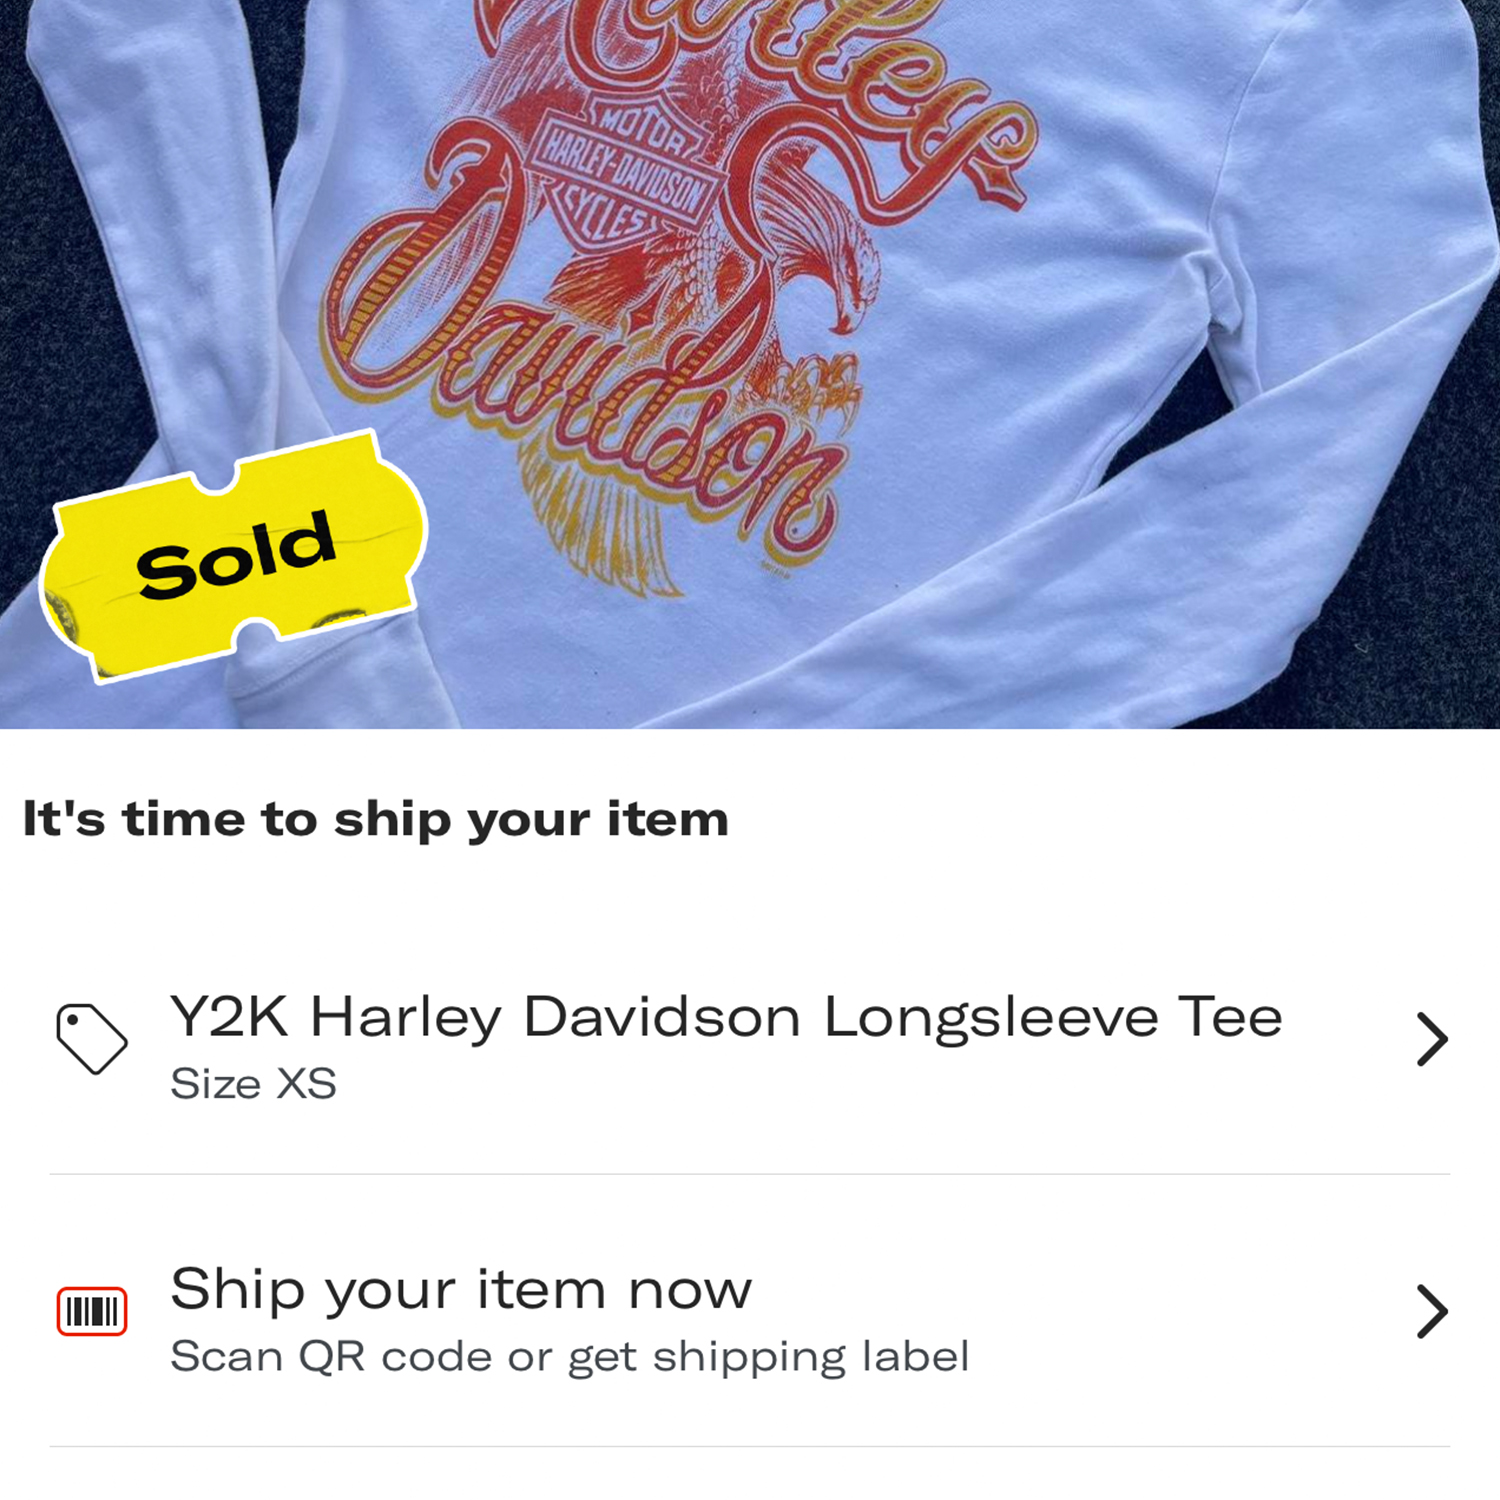 Harley
MOTOR
HARLEY-DAVIDSON
CYCLES
Davidson
Sold
It's time to ship your item
Y2K Harley Davidson Longsleeve Tee
Size XS
Ship your item now
Scan QR code or get shipping label